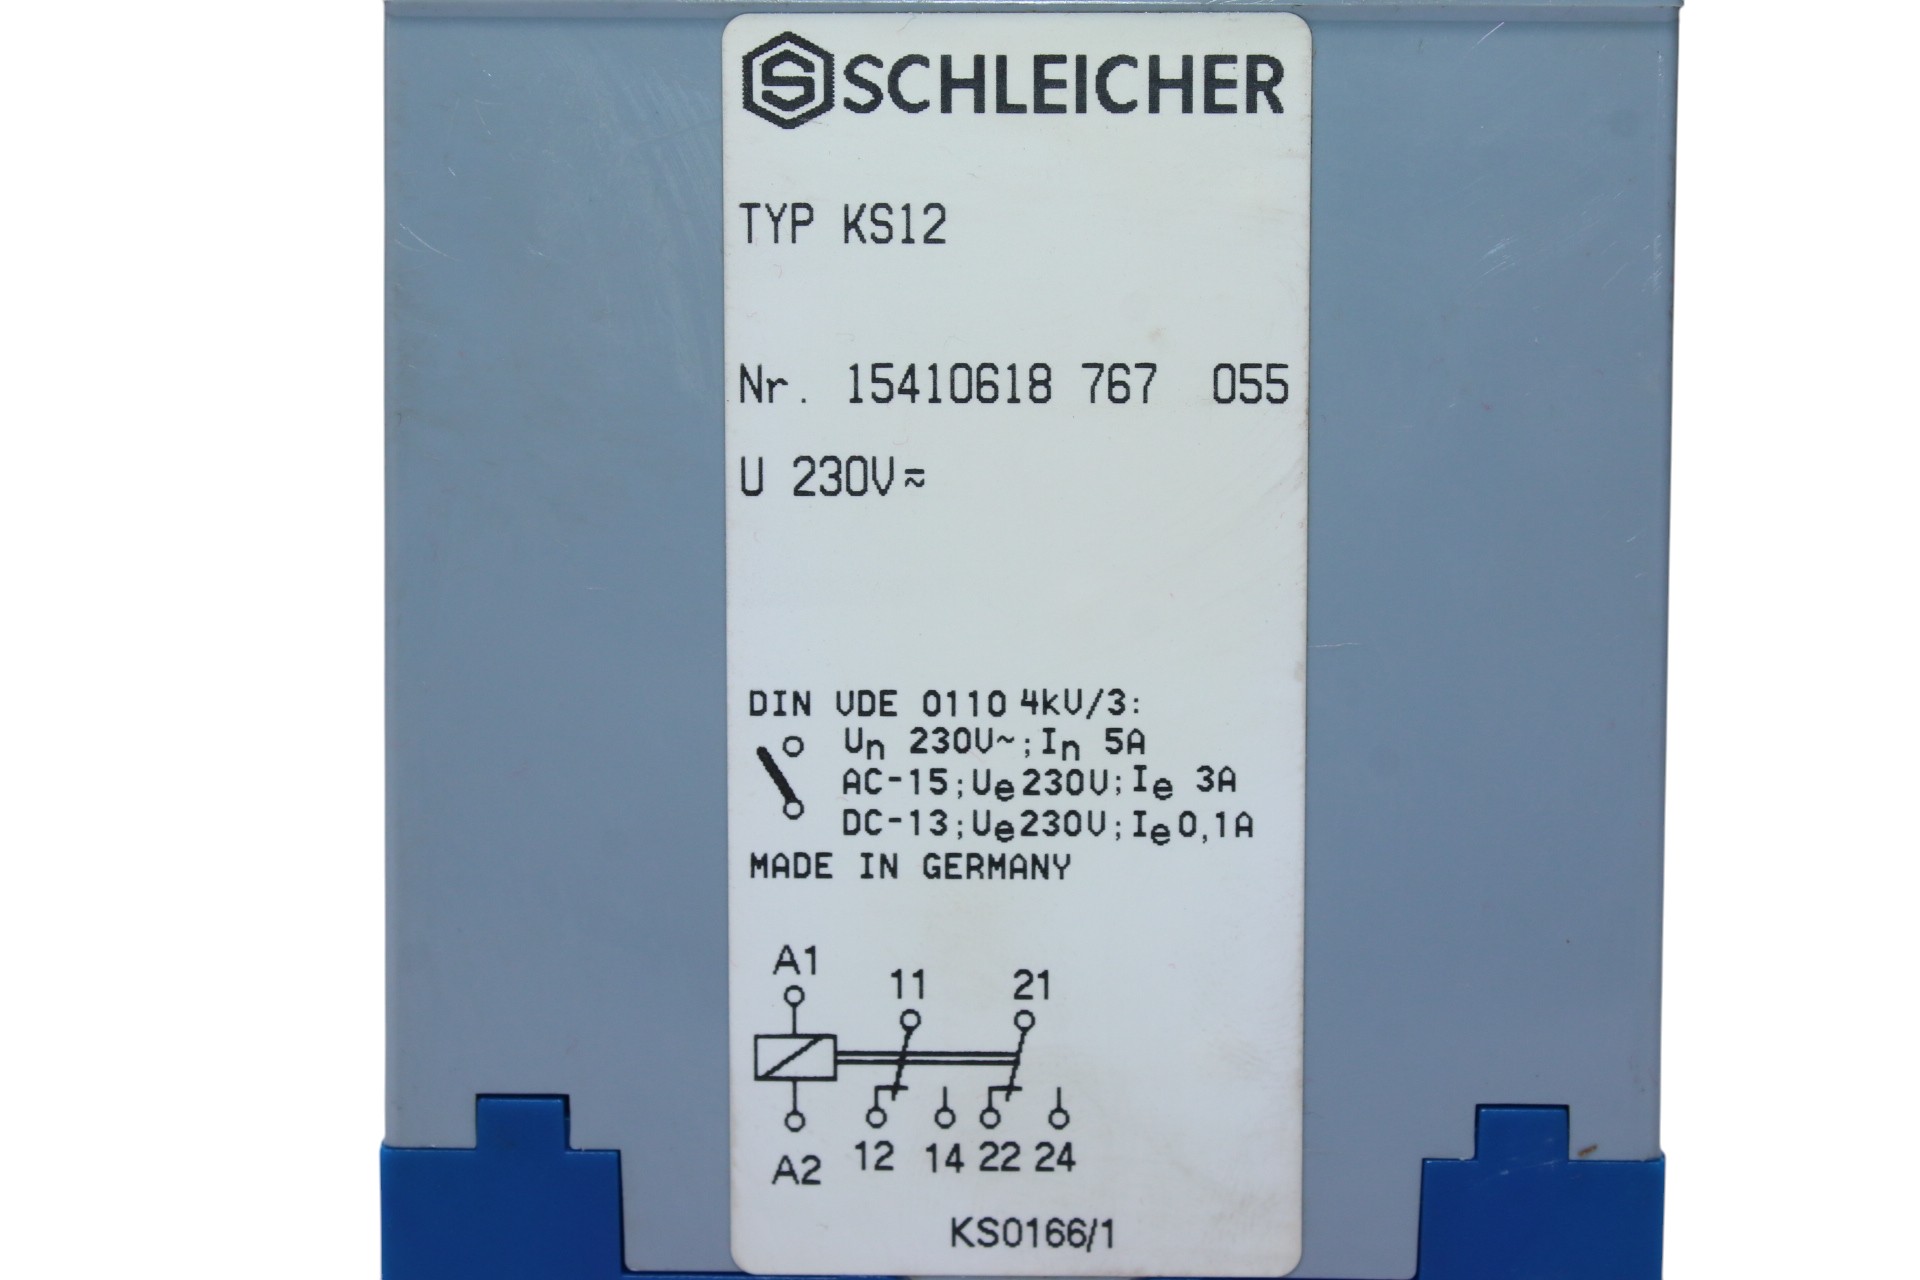 SCHLEICHER
TYP KS12
Nr. 15410618 767 055
U 230V≂
DIN VDE 0110 4kV/3:
Un 230V~; In 5A
AC-15; Ue 230V; Ie 3A
DC-13; Ue 230V; Ie 0,1A
MADE IN GERMANY
A1 11 21
A2 12 14 22 24
KS0166/1